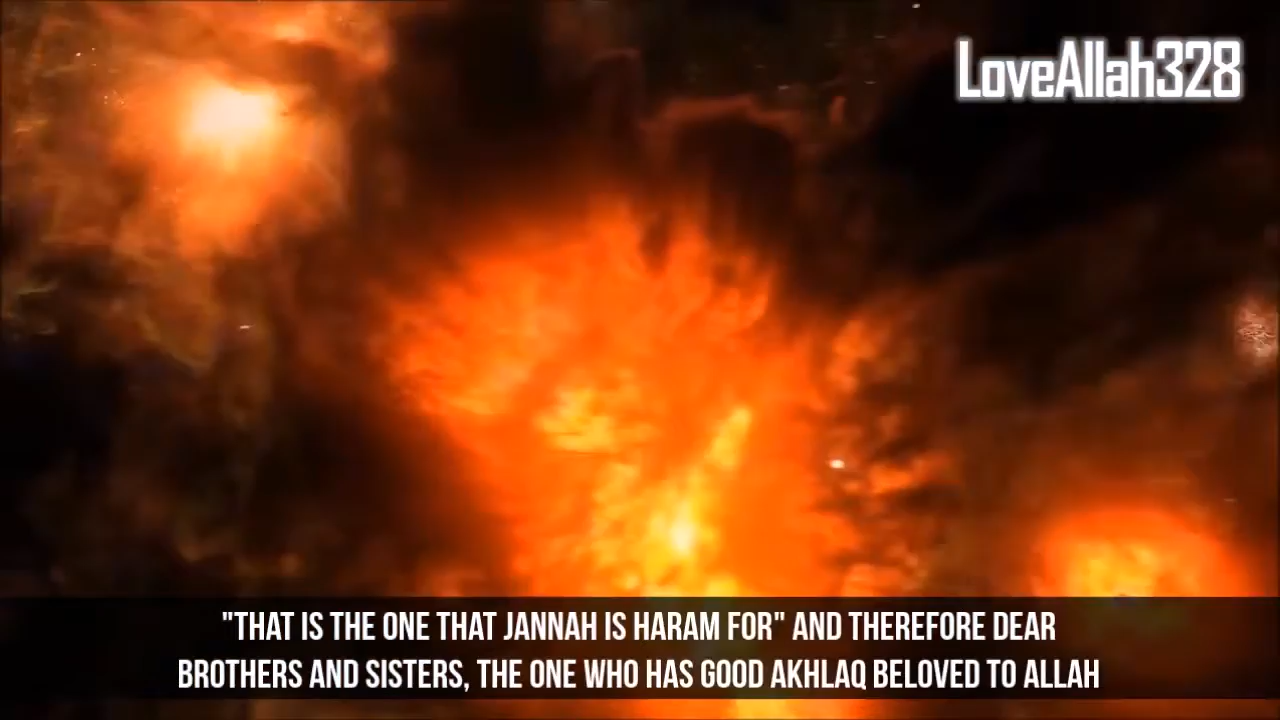 LoveAllah328
"THAT IS THE ONE THAT JANNAH IS HARAM FOR" AND THEREFORE DEAR
BROTHERS AND SISTERS, THE ONE WHO HAS GOOD AKHLAQ BELOVED TO ALLAH